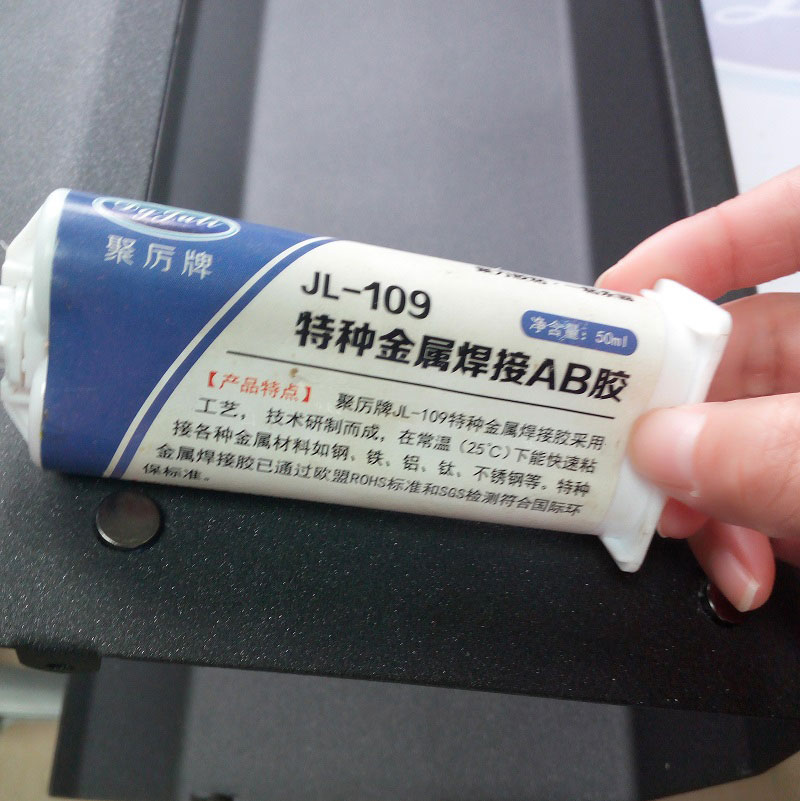 聚厉牌
JL-109
特种金属焊接AB胶
净含量：50ml
【产品特点】 聚厉牌JL-109特种金属焊接胶采用
工艺，技术研制而成，在常温（25℃）下能快速粘
接各种金属材料如钢、铁、铝、钛、不锈钢等。特种
金属焊接胶已通过欧盟ROHS标准和SGS检测符合国际环
保标准。